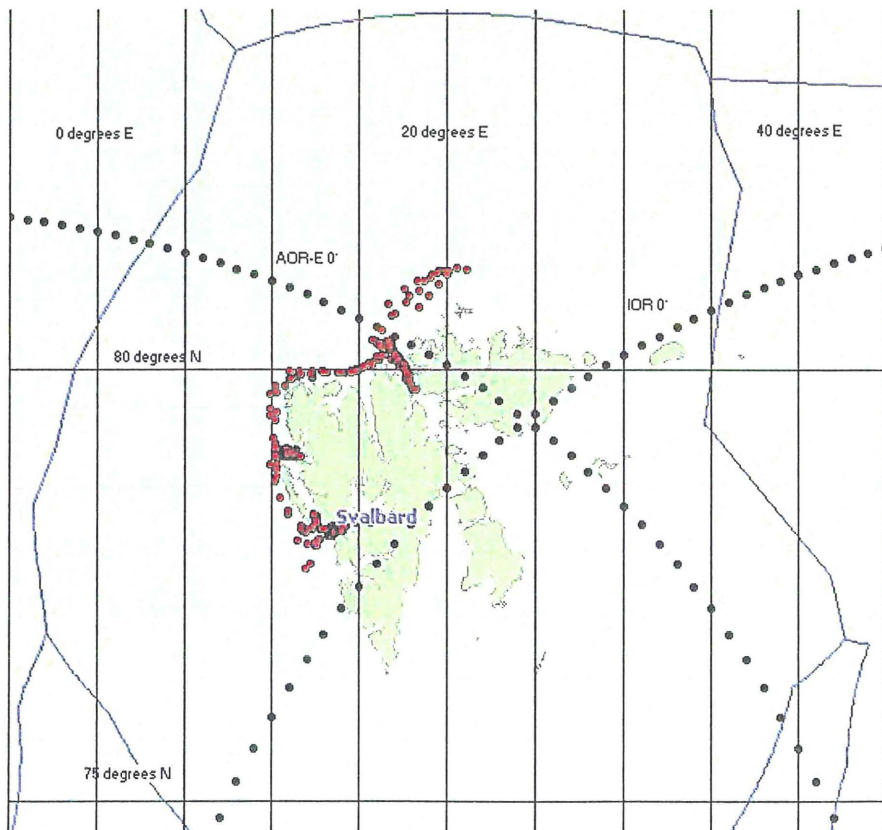 0 degrees E
20 degrees E
40 degrees E
AOR-E 0°
IOR 0°
80 degrees N
Svalbard
75 degrees N